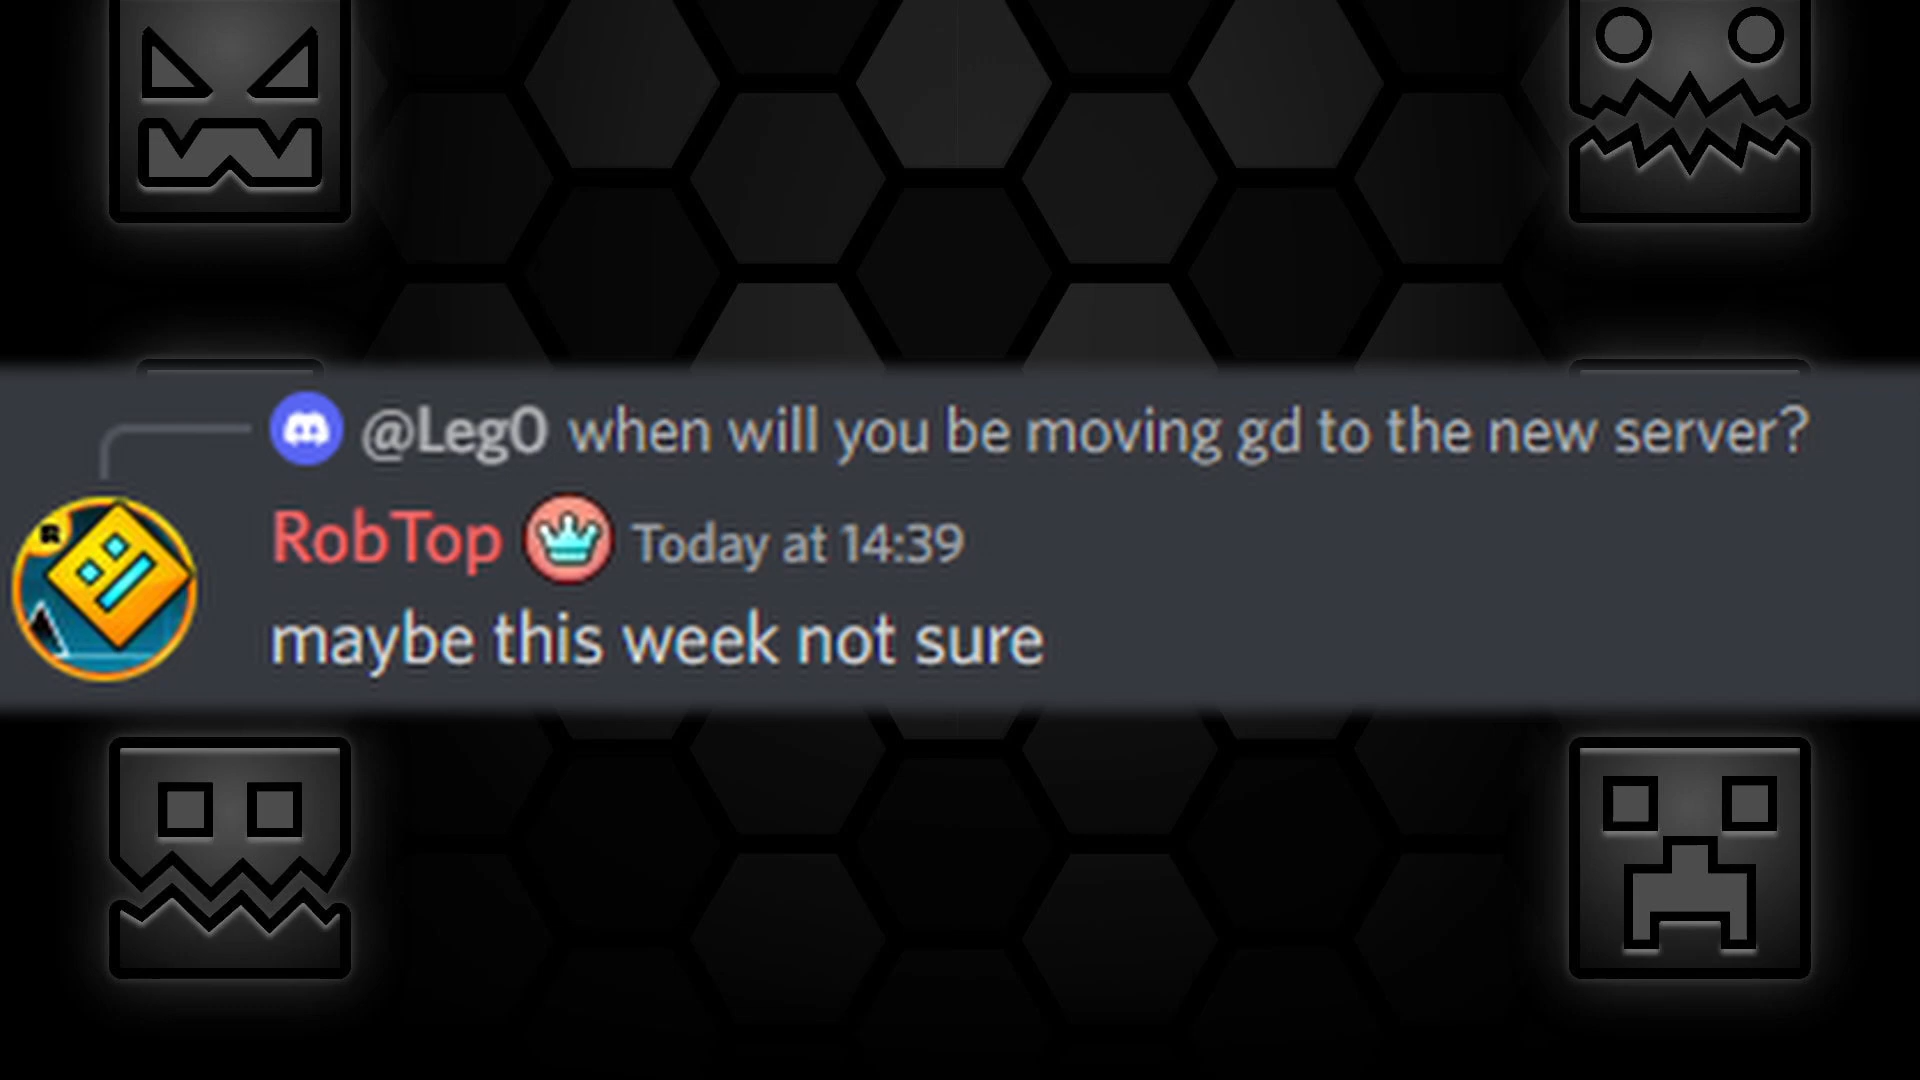 @Leg0 when will you be moving gd to the new server?
RobTop Today at 14:39
maybe this week not sure